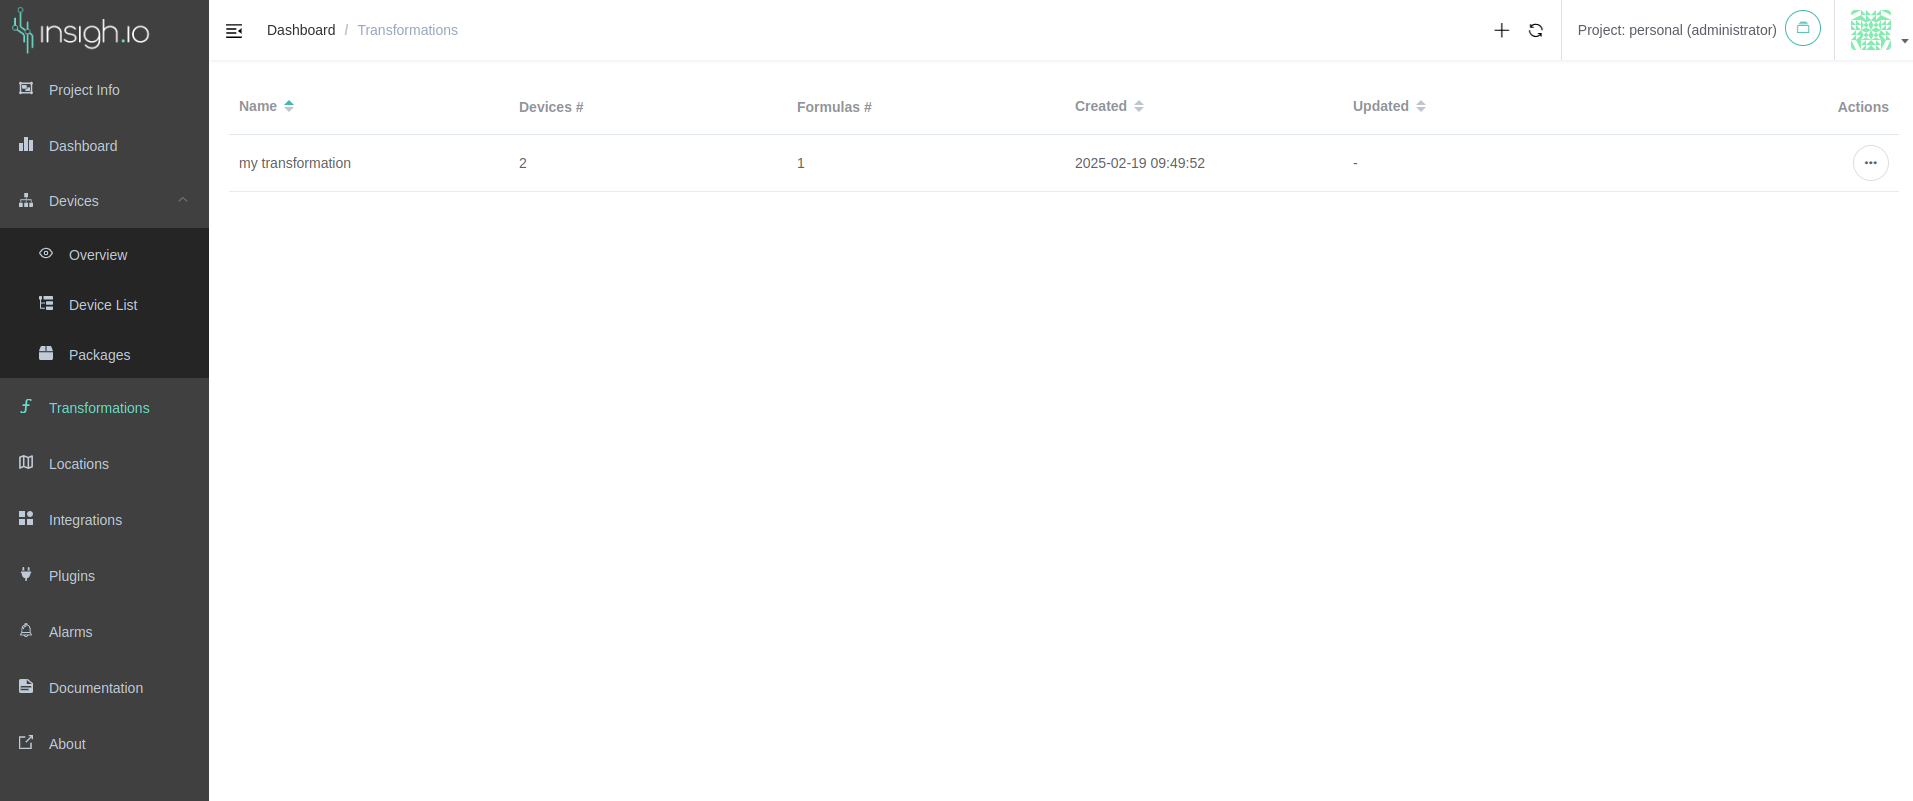 insigh.io
Dashboard / Transformations
Project: personal (administrator)
Project Info
Dashboard
Devices
Overview
Device List
Packages
Transformations
Locations
Integrations
Plugins
Alarms
Documentation
About
Name Devices # Formulas # Created Updated Actions
my transformation 2 1 2025-02-19 09:49:52 -